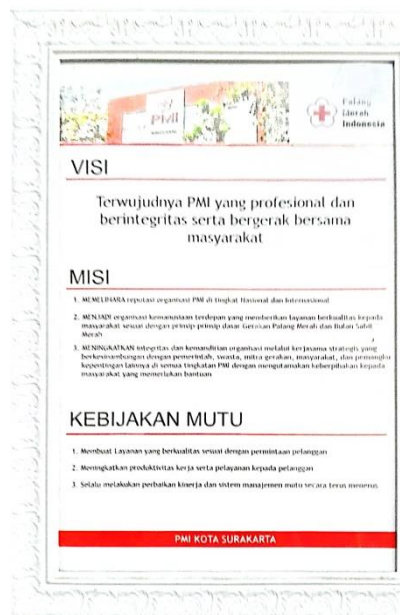 PMI
Palang
Merah
Indonesia
VISI
Terwujudnya PMI yang profesional dan
berintegritas serta bergerak bersama
masyarakat
MISI
1. MEMELIHARA reputasi organisasi PMI di tingkat Nasional dan Internasional
2. MENJADI organisasi kemanusiaan terdepan yang memberikan layanan berkualitas kepada
masyarakat sesuai dengan prinsip prinsip dasar Gerakan Palang Merah dan Bulan Sabit
Merah
3. MENINGKATKAN integritas dan kemandirian organisasi melalui kerjasama strategis yang
berkesinambungan dengan pemerintah, swasta, mitra gerakan, masyarakat, dan pemangku
kepentingan lainnya di semua tingkatan PMI dengan mengutamakan keberpihakan kepada
masyarakat yang memerlukan bantuan
KEBIJAKAN MUTU
1. Membuat Layanan yang berkualitas sesuai dengan permintaan pelanggan
2. Meningkatkan produktivitas kerja serta pelayanan kepada pelanggan
3. Selalu melakukan perbaikan kinerja dan sistem manajemen mutu secara terus menerus
PMI KOTA SURAKARTA